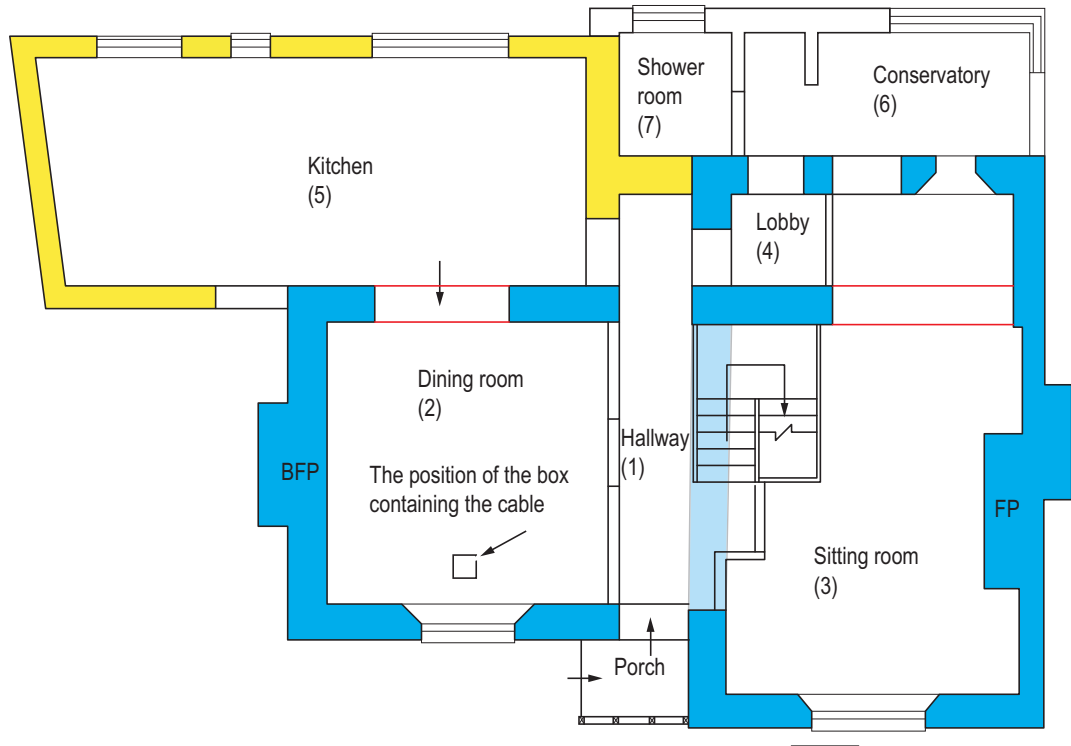 Shower
room
(7)
Conservatory
(6)
Kitchen
(5)
Lobby
(4)
Dining room
(2)
Hallway
(1)
BFP
The position of the box
containing the cable
FP
Sitting room
(3)
Porch